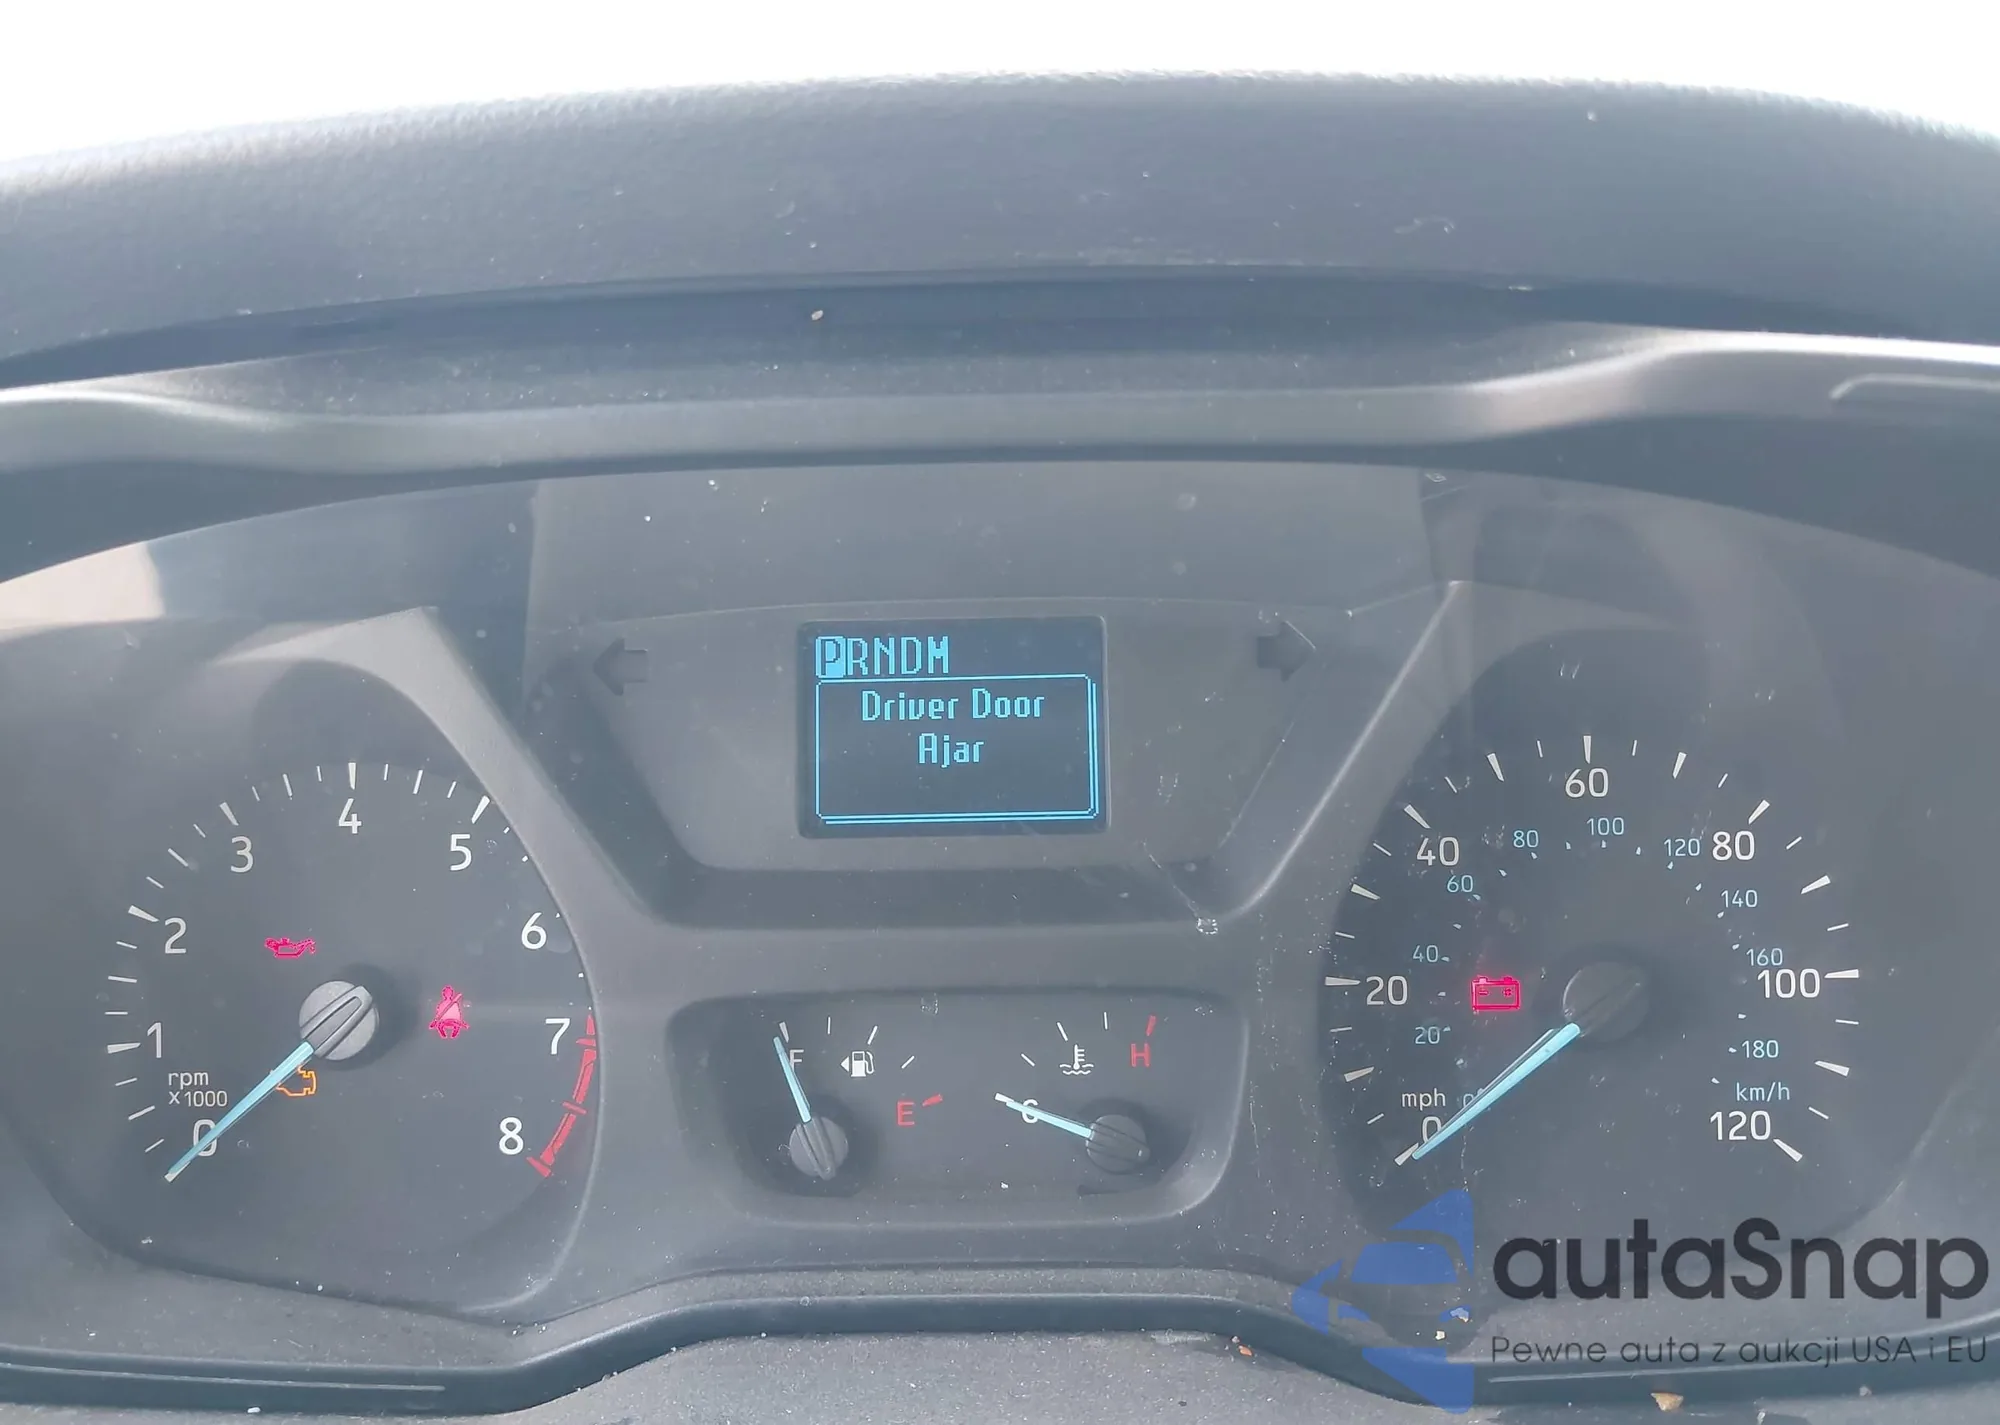 PRNDM
Driver Door
Ajar
0
1
2
3
4
5
6
7
8
rpm
x1000
F
E
C
H
0
20
40
60
80
100
120
mph
20
40
60
80
100
120
140
160
180
km/h
autaSnap
Pewne auta z aukcji USA i EU